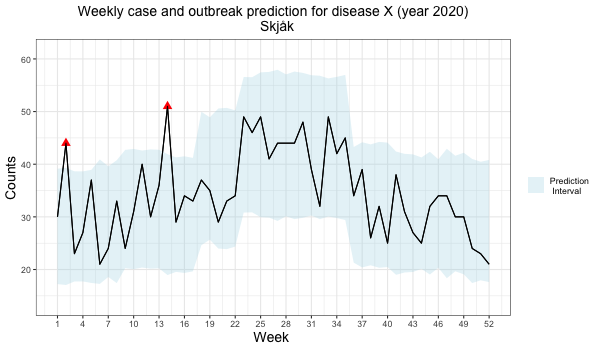 Weekly case and outbreak prediction for disease X (year 2020)
Skjåk
Counts
60
50
40
30
20
1 4 7 10 13 16 19 22 25 28 31 34 37 40 43 46 49 52
Week
Prediction
Interval